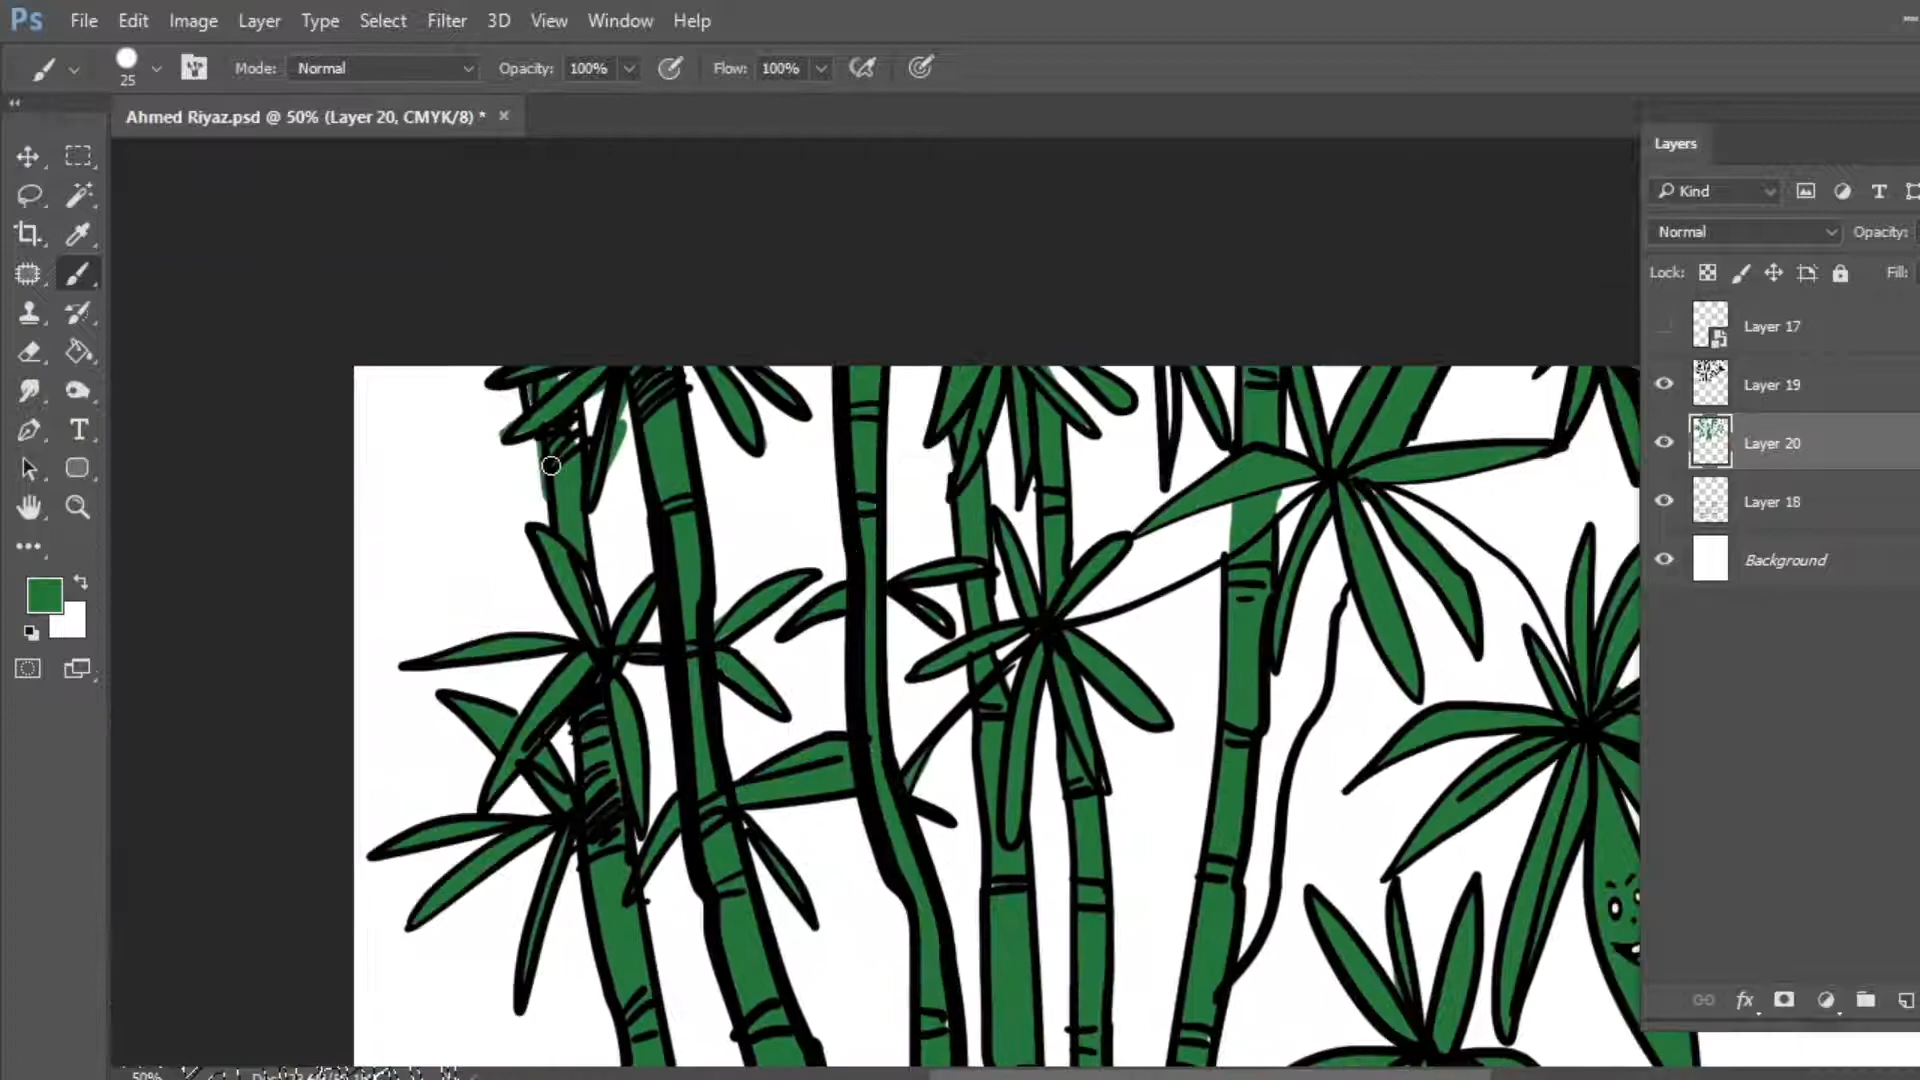 Ps File Edit Image Layer Type Select Filter 3D View Window Help
25 Mode: Normal Opacity: 100% Flow: 100%
Ahmed Riyaz.psd @ 50% (Layer 20, CMYK/8) * ×
Layers
Kind
Normal Opacity:
Lock: Fill:
Layer 17
Layer 19
Layer 20
Layer 18
Background
fx
50%